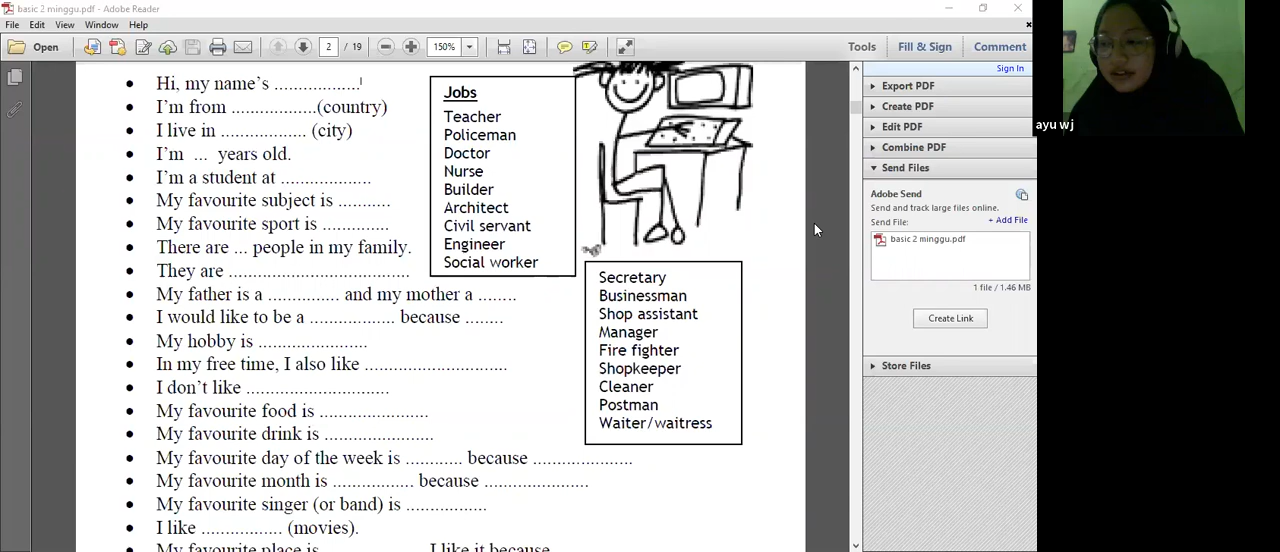 basic 2 minggu.pdf - Adobe Reader
File Edit View Window Help
Open 2 / 19 150% Tools Fill & Sign Comment
Sign In
Hi, my name's ..................!
I'm from ...............(country)
I live in ................ (city)
I'm ... years old.
I'm a student at .................
My favourite subject is ..........
My favourite sport is .............
There are ... people in my family.
They are ..................................
My father is a .............. and my mother a ........
I would like to be a ................. because ........
My hobby is .....................
In my free time, I also like ...........................
I don't like ...........................
My favourite food is .....................
My favourite drink is .....................
My favourite day of the week is ........... because ...................
My favourite month is ............... because ....................
My favourite singer (or band) is ...............
I like ................ (movies).
My favourite place is I like it because
Jobs
Teacher
Policeman
Doctor
Nurse
Builder
Architect
Civil servant
Engineer
Social worker
Secretary
Businessman
Shop assistant
Manager
Fire fighter
Shopkeeper
Cleaner
Postman
Waiter/waitress
Export PDF
Create PDF
Edit PDF
Combine PDF
Send Files
Adobe Send
Send and track large files online.
Send File: + Add File
basic 2 minggu.pdf
1 file / 1.46 MB
Create Link
Store Files
ayu wj